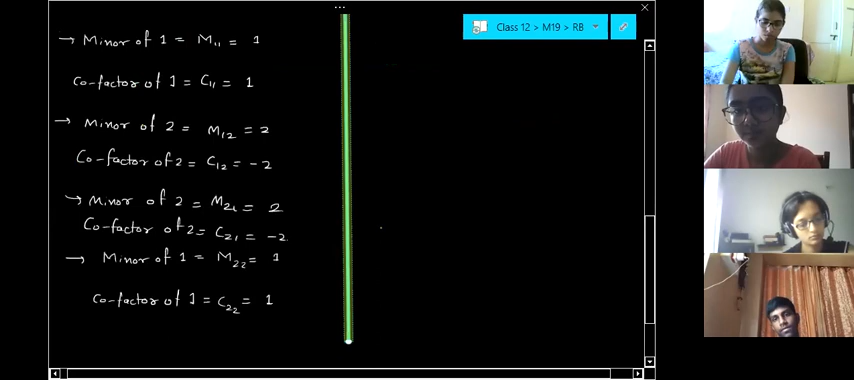 Class 12 > M19 > RB
→ Minor of 1 = M₁₁ = 1
Co-factor of 1 = C₁₁ = 1
→ Minor of 2 = M₁₂ = 2
Co-factor of 2 = C₁₂ = -2
→ Minor of 2 = M₂₁ = 2
Co-factor of 2 = C₂₁ = -2
→ Minor of 1 = M₂₂ = 1
Co-factor of 1 = C₂₂ = 1